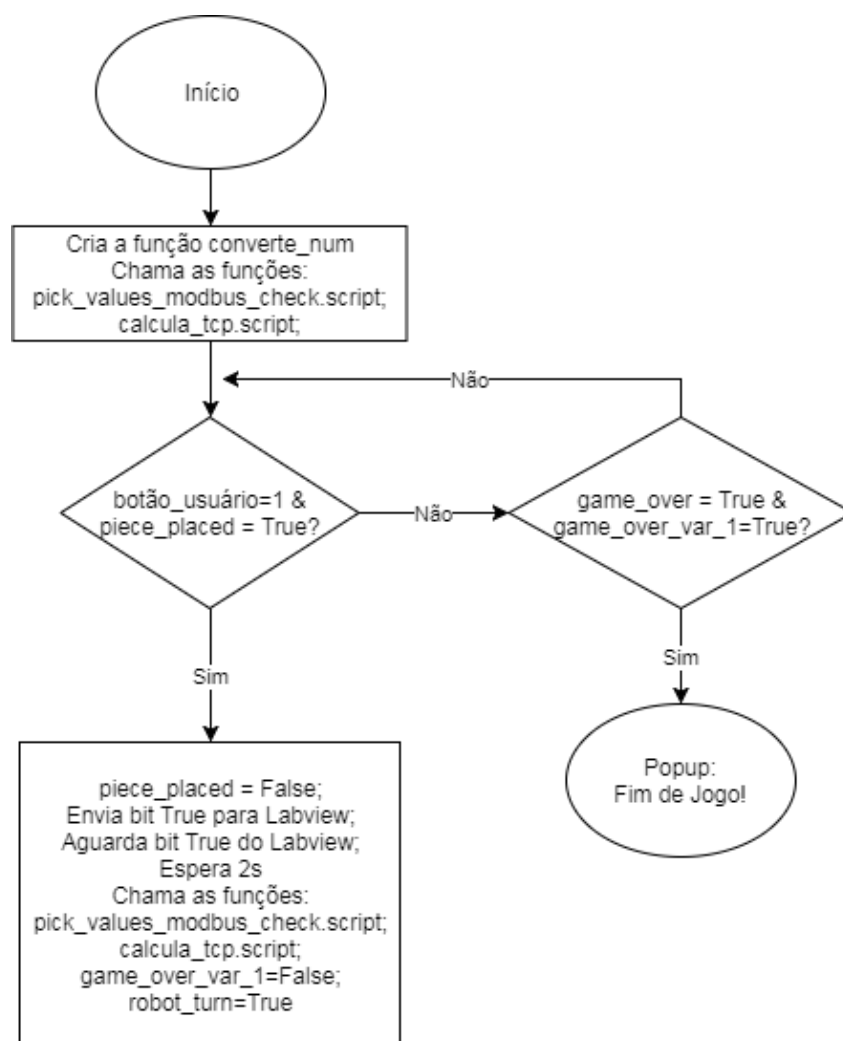 Início
Cria a função converte_num
Chama as funções:
pick_values_modbus_check.script;
calcula_tcp.script;
Não
botão_usuário=1 &
piece_placed = True?
Não
game_over = True &
game_over_var_1=True?
Sim
Sim
piece_placed = False;
Envia bit True para Labview;
Aguarda bit True do Labview;
Espera 2s
Chama as funções:
pick_values_modbus_check.script;
calcula_tcp.script;
game_over_var_1=False;
robot_turn=True
Popup:
Fim de Jogo!